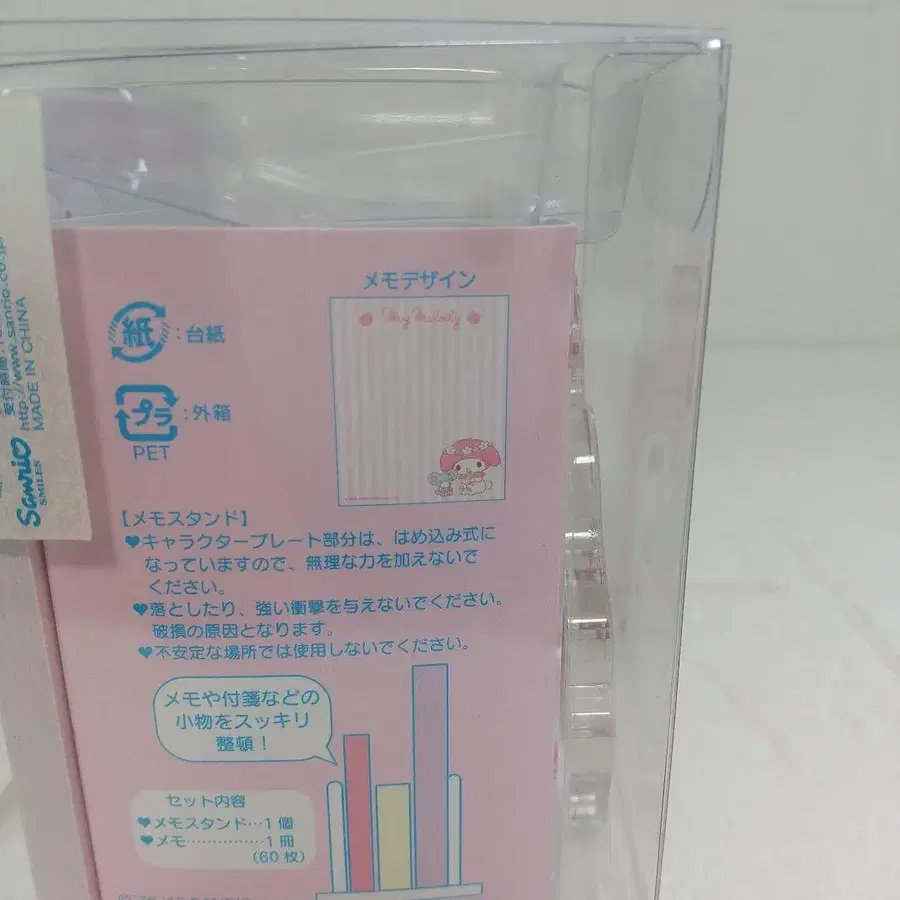 http://www.sanrio.co.jp
MADE IN CHINA
Sanrio
SMILES
メモデザイン
My Melody
紙
:台紙
プラ
:外箱
PET
【メモスタンド】
♥キャラクタープレート部分は、はめ込み式に
なっていますので、無理な力を加えないで
ください。
♥落としたり、強い衝撃を与えないでください。
破損の原因となります。
♥不安定な場所では使用しないでください。
メモや付箋などの
小物をスッキリ
整頓!
セット内容
♥メモスタンド…1個
♥メモ……………1冊
(60枚)